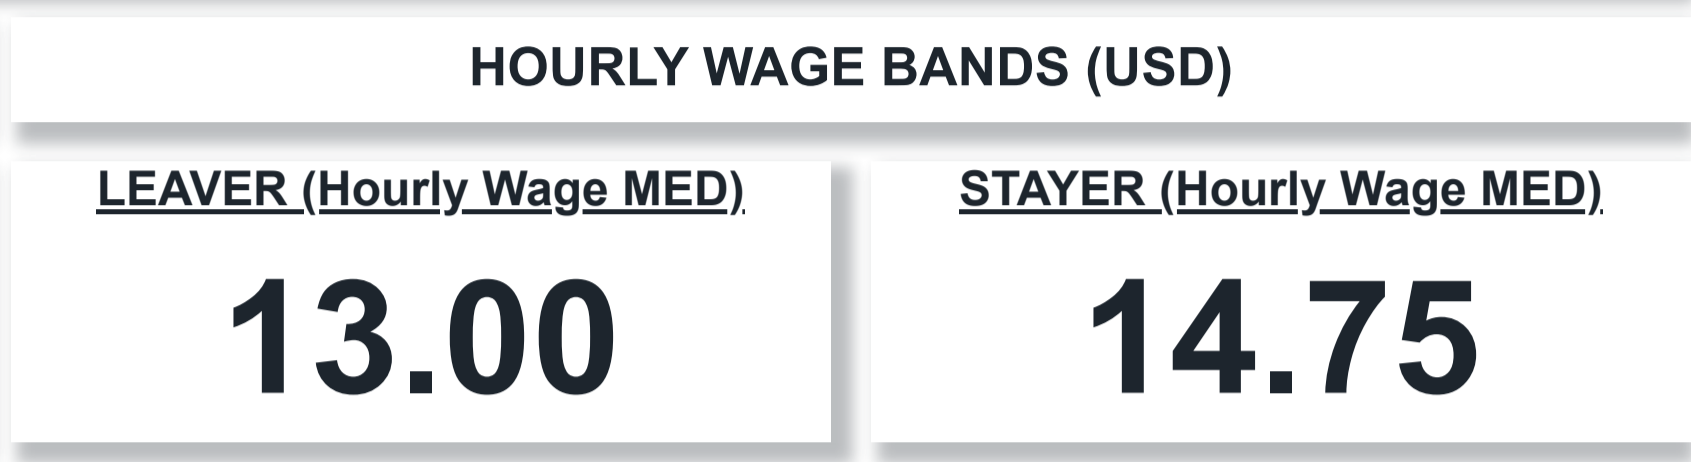 HOURLY WAGE BANDS (USD)
LEAVER (Hourly Wage MED)
13.00
STAYER (Hourly Wage MED)
14.75